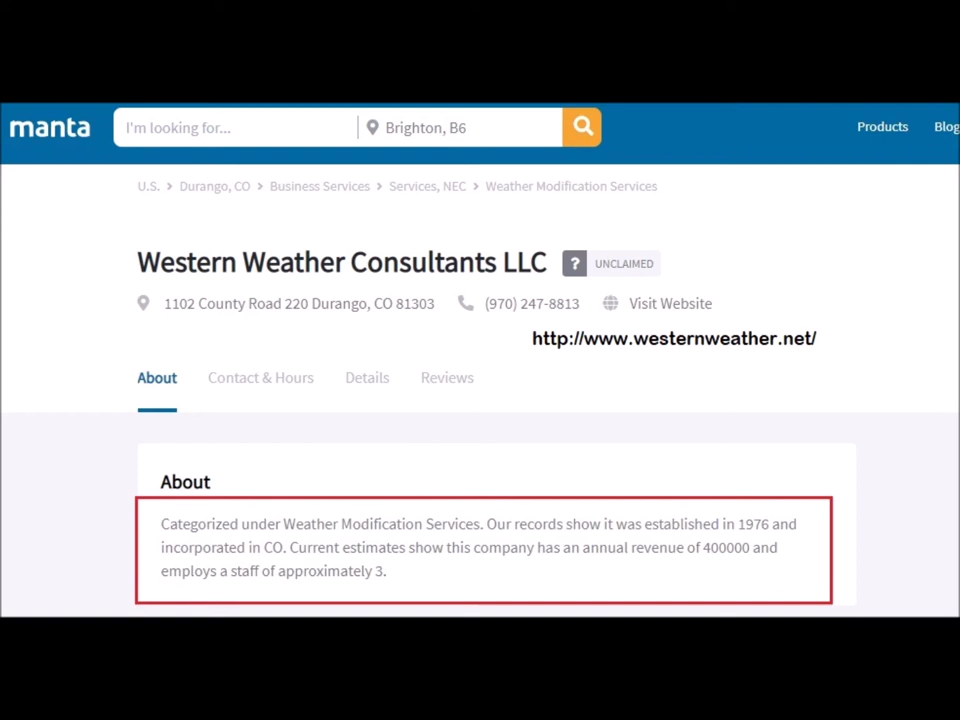 manta
I'm looking for...
Brighton, B6
Products
Blog
U.S. > Durango, CO > Business Services > Services, NEC > Weather Modification Services
Western Weather Consultants LLC
? UNCLAIMED
1102 County Road 220 Durango, CO 81303
(970) 247-8813
Visit Website
http://www.westernweather.net/
About
Contact & Hours
Details
Reviews
About
Categorized under Weather Modification Services. Our records show it was established in 1976 and
incorporated in CO. Current estimates show this company has an annual revenue of 400000 and
employs a staff of approximately 3.